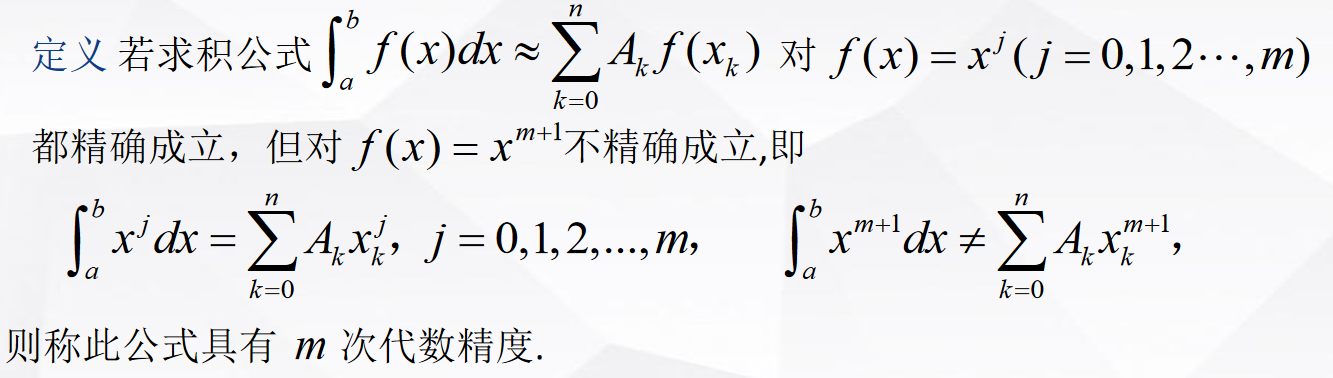 定义 若求积公式 $\int_a^b f(x)dx \approx \sum_{k=0}^{n} A_k f(x_k)$ 对 $f(x) = x^j (j = 0,1,2\cdots,m)$
都精确成立，但对 $f(x) = x^{m+1}$不精确成立,即
$\int_a^b x^j dx = \sum_{k=0}^{n} A_k x_k^j$，$j = 0,1,2,...,m$， $\int_a^b x^{m+1} dx \neq \sum_{k=0}^{n} A_k x_k^{m+1}$，
则称此公式具有 $m$ 次代数精度.